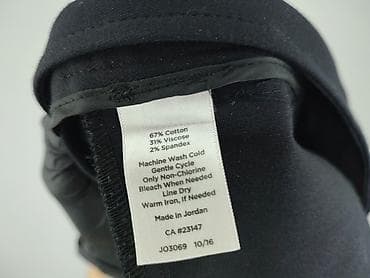 67% Cotton
31% Viscose
2% Spandex
Machine Wash Cold
Gentle Cycle
Only Non-Chlorine
Bleach When Needed
Line Dry
Warm Iron, If Needed
Made in Jordan
CA #23147
JO3069 10/16